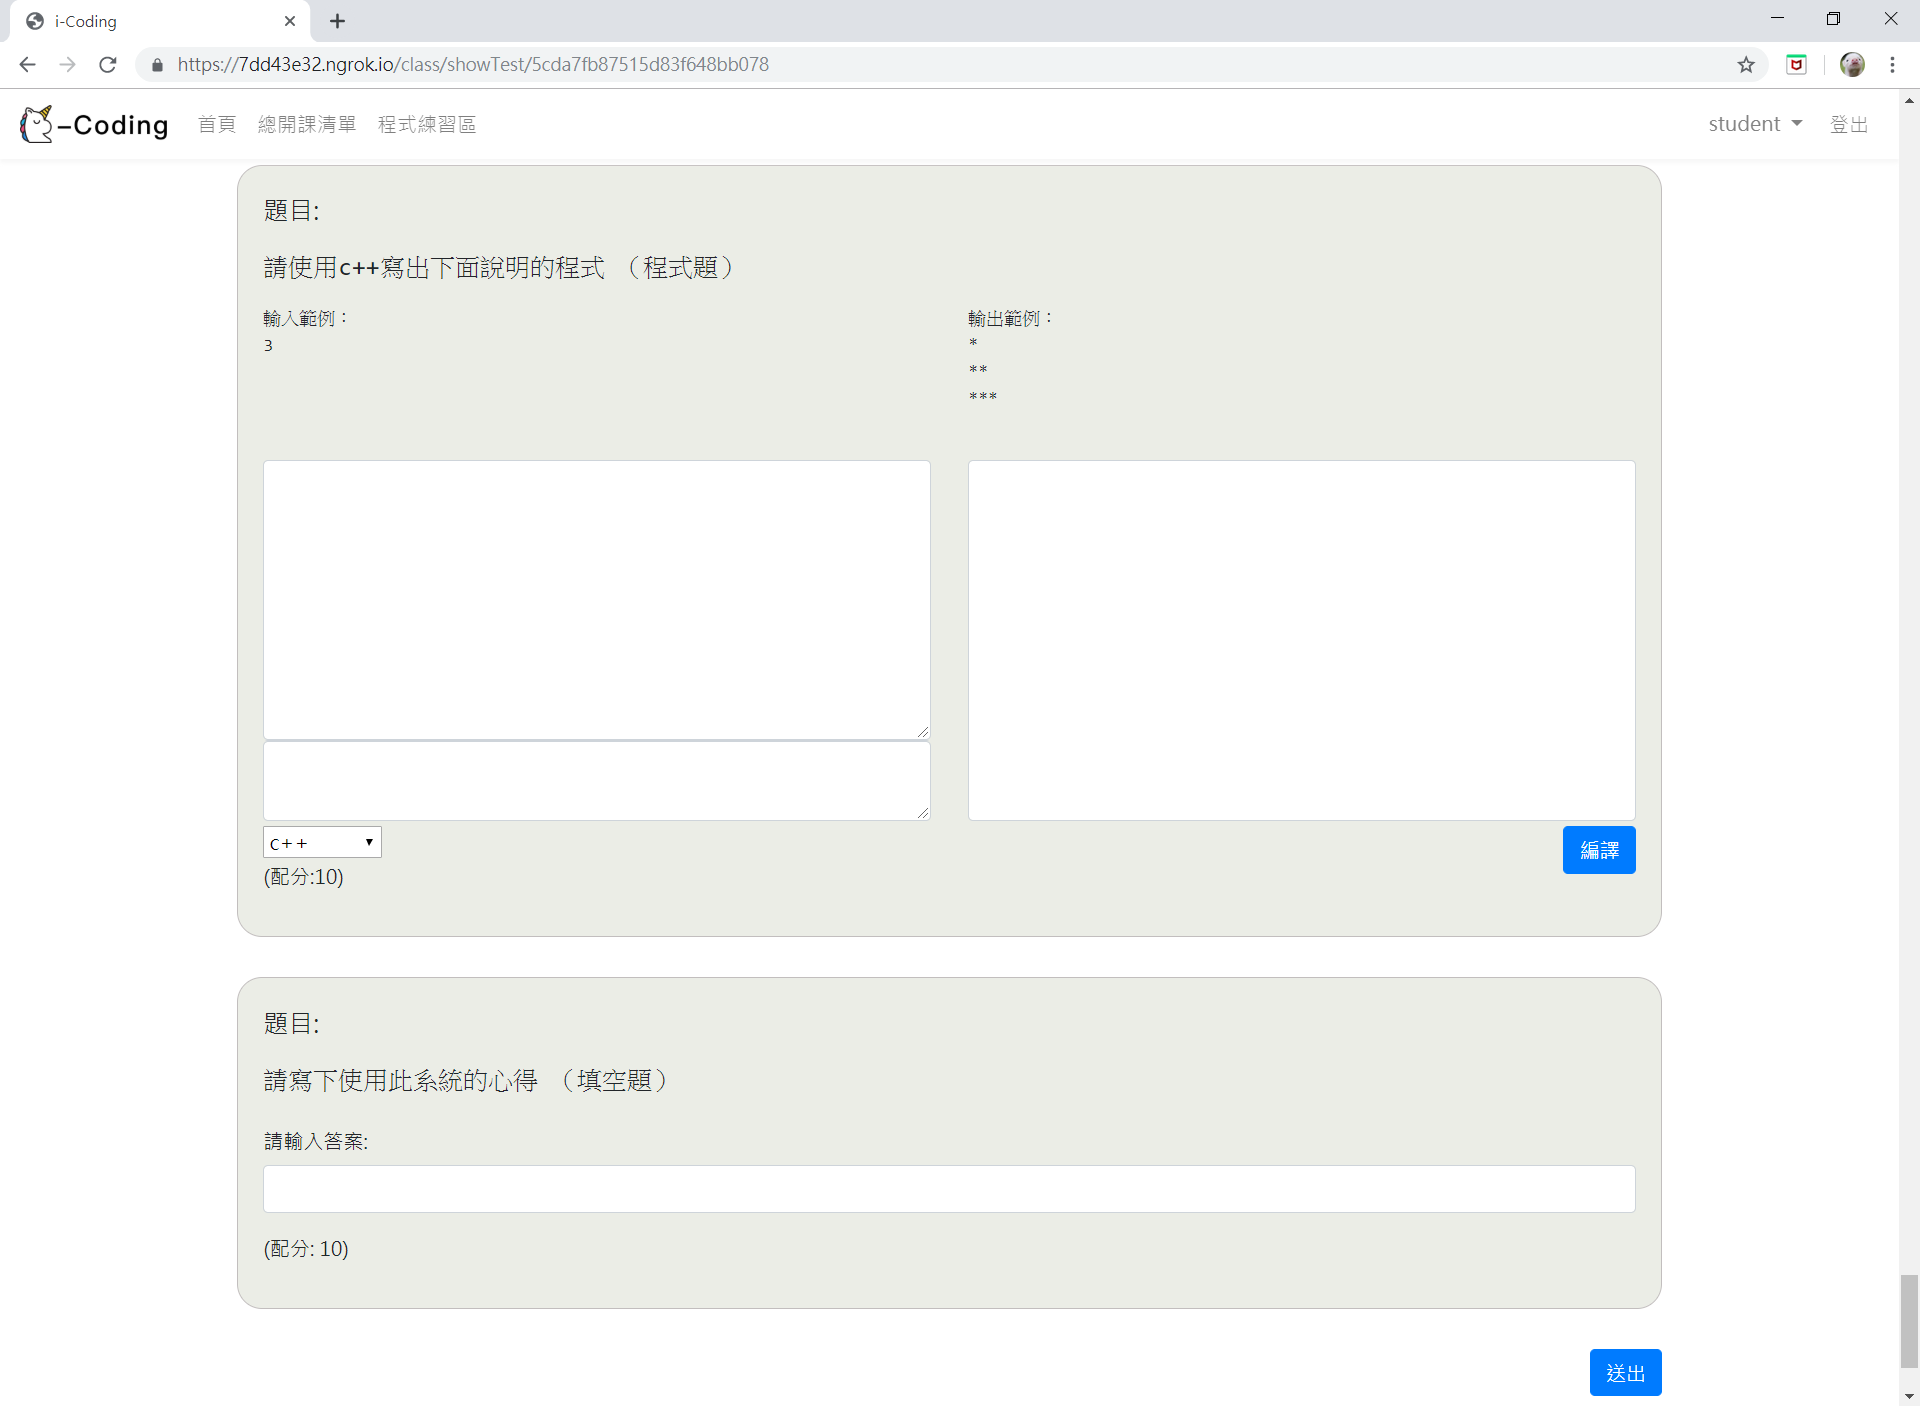 i-Coding
https://7dd43e32.ngrok.io/class/showTest/5cda7fb87515d83f648bb078
-Coding 首頁 總開課清單 程式練習區 student 登出
題目:
請使用c++寫出下面說明的程式 （程式題）
輸入範例：
3
輸出範例：
*
**
***
C++
編譯
(配分:10)
題目:
請寫下使用此系統的心得 （填空題）
請輸入答案:
(配分: 10)
送出